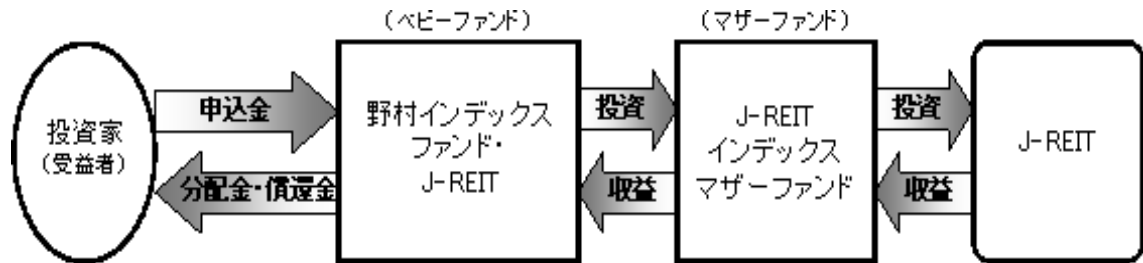 （ベビーファンド）
（マザーファンド）
投資家
（受益者）
申込金
分配金・償還金
野村インデックス
ファンド・
J-REIT
投資
収益
J-REIT
インデックス
マザーファンド
投資
収益
J-REIT